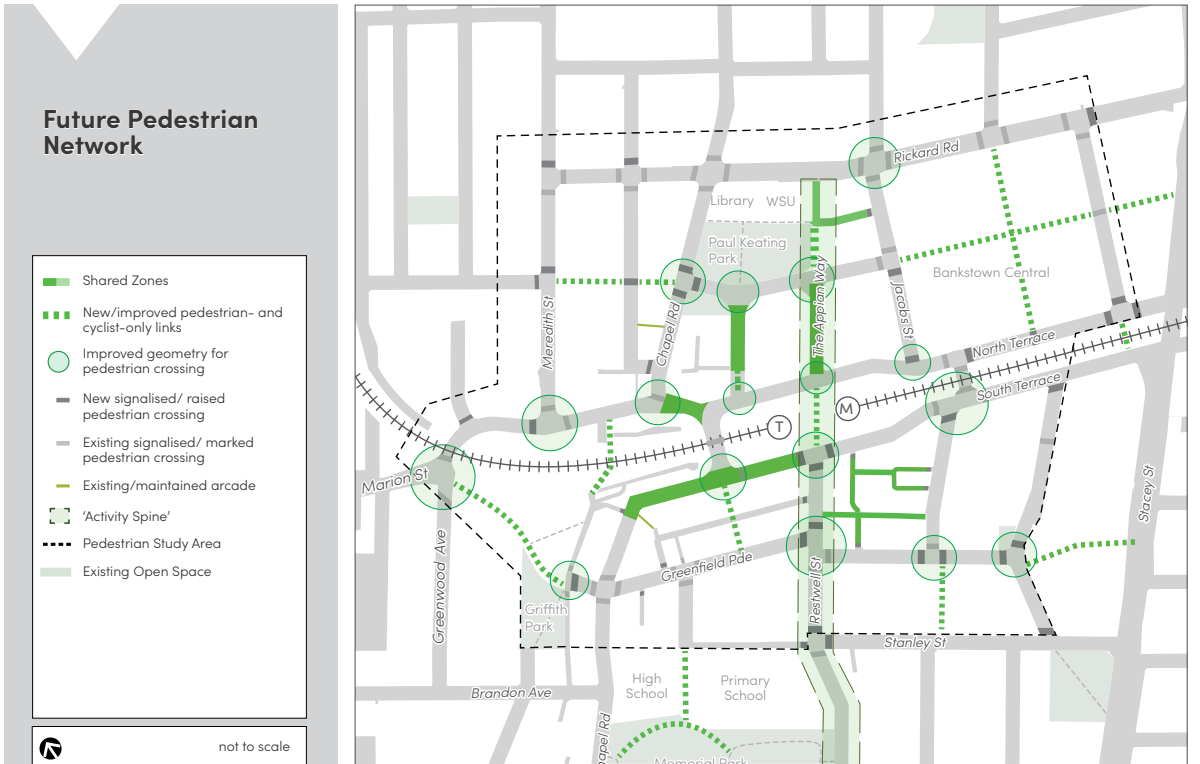 Future Pedestrian
Network
Shared Zones
New/improved pedestrian- and
cyclist-only links
Improved geometry for
pedestrian crossing
New signalised/ raised
pedestrian crossing
Existing signalised/ marked
pedestrian crossing
Existing/maintained arcade
'Activity Spine'
Pedestrian Study Area
Existing Open Space
not to scale
Rickard Rd
Library
WSU
Paul Keating
Park
The Appian Way
Bankstown Central
Jacobs St
Meredith St
Chapel Rd
North Terrace
South Terrace
M
T
Marion St
Stacey St
Greenwood Ave
Greenfield Pde
Restwell St
Griffith
Park
Stanley St
High
School
Primary
School
Brandon Ave
hapel Rd
Memorial Park